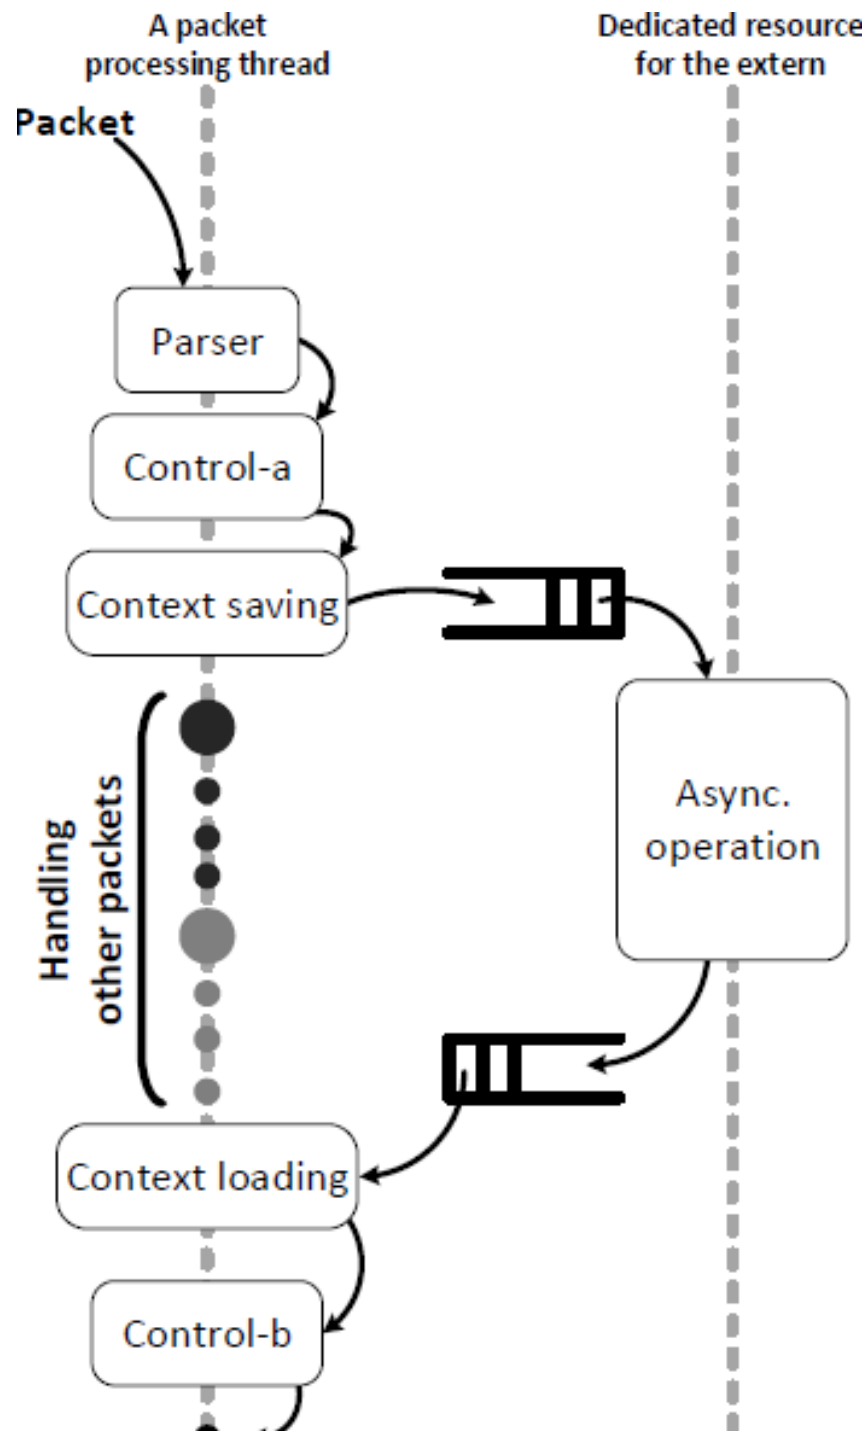 A packet
processing thread
Dedicated resource
for the extern
Packet
Parser
Control-a
Context saving
Async.
operation
Handling
other packets
Context loading
Control-b